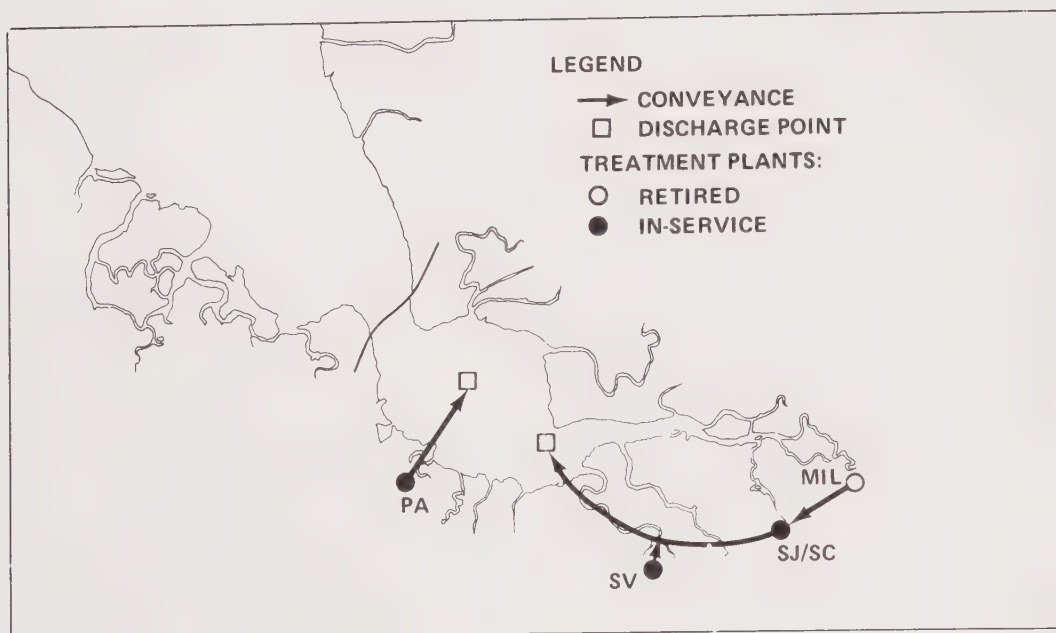 LEGEND
CONVEYANCE
DISCHARGE POINT
TREATMENT PLANTS:
RETIRED
IN-SERVICE
PA
MIL
SJ/SC
SV